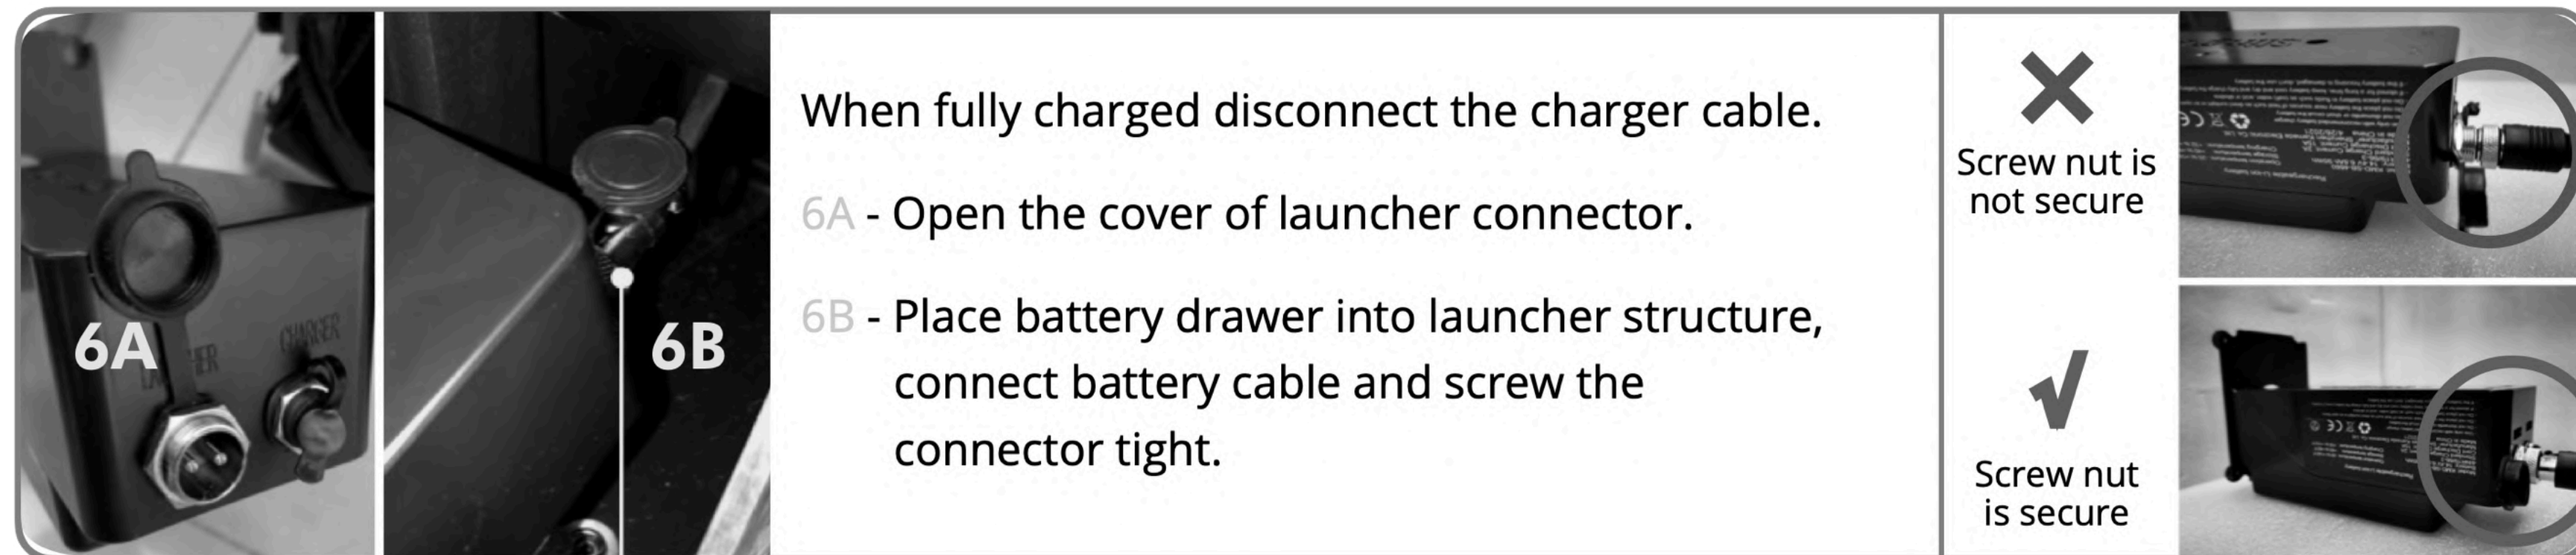 6A
CHARGER
6B
When fully charged disconnect the charger cable.
6A - Open the cover of launcher connector.
6B - Place battery drawer into launcher structure,
connect battery cable and screw the
connector tight.
Screw nut is
not secure
Screw nut
is secure